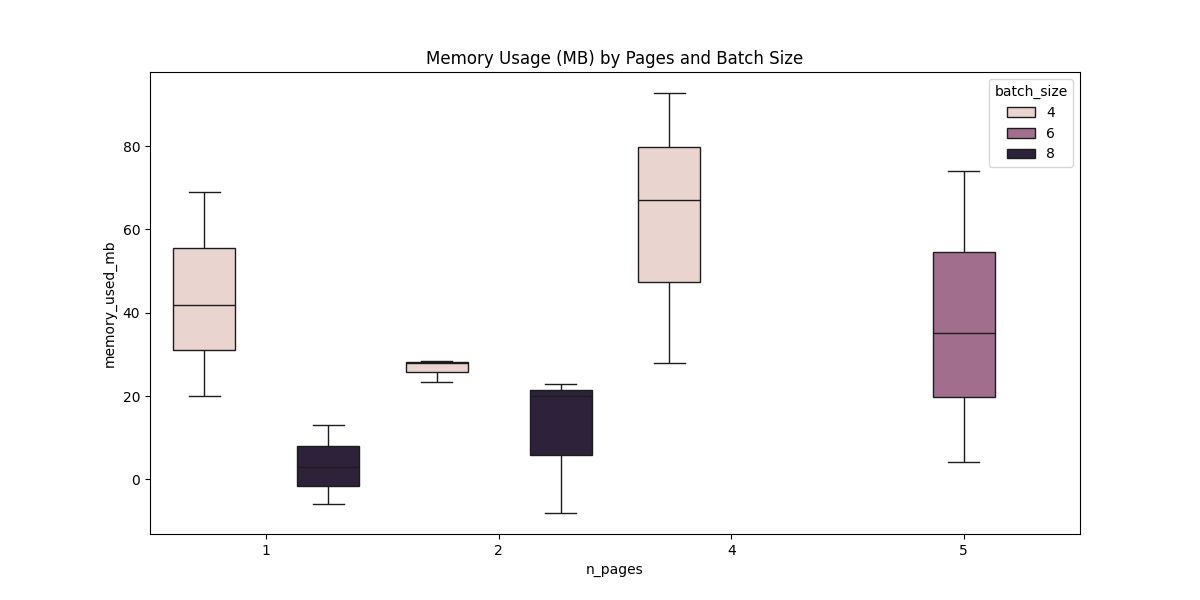 Memory Usage (MB) by Pages and Batch Size
batch_size
4
6
8
80
60
40
20
0
memory_used_mb
1 2 4 5
n_pages